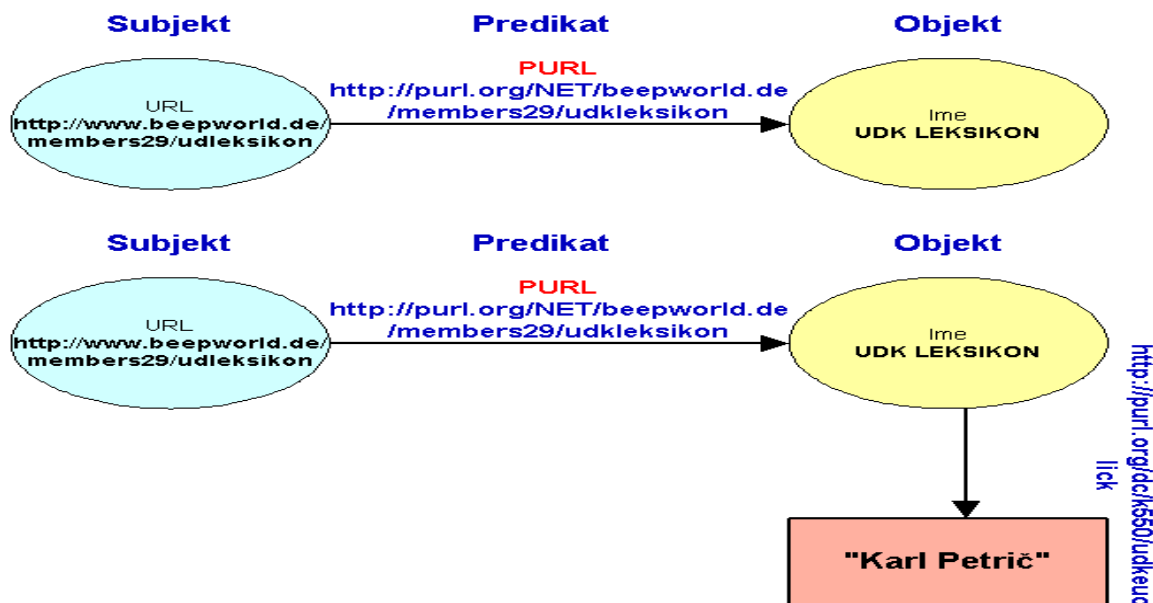 Subjekt Predikat Objekt
PURL
http://purl.org/NET/beepworld.de
/members29/udkleksikon
URL
http://www.beepworld.de/
members29/udleksikon
Ime
UDK LEKSIKON
Subjekt Predikat Objekt
PURL
http://purl.org/NET/beepworld.de
/members29/udkleksikon
URL
http://www.beepworld.de/
members29/udleksikon
Ime
UDK LEKSIKON
http://purl.org/dc/k550/udkeuc
lick
"Karl Petrič"